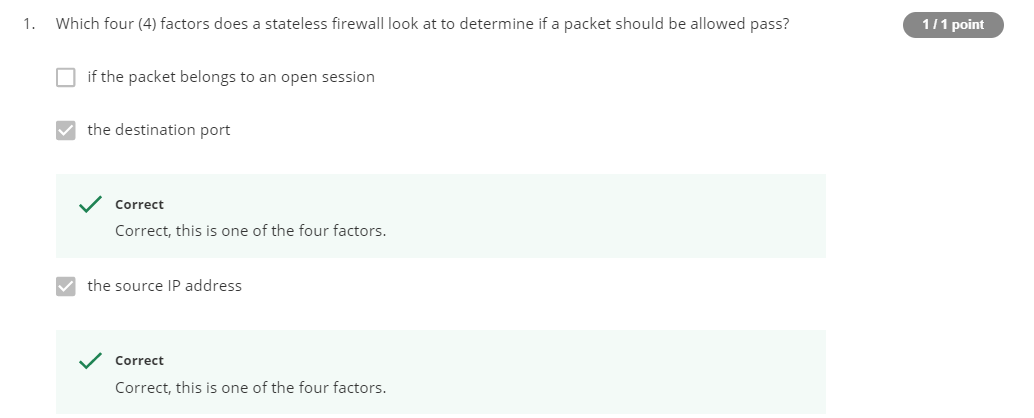 1. Which four (4) factors does a stateless firewall look at to determine if a packet should be allowed pass?
1 / 1 point
if the packet belongs to an open session
the destination port
Correct
Correct, this is one of the four factors.
the source IP address
Correct
Correct, this is one of the four factors.